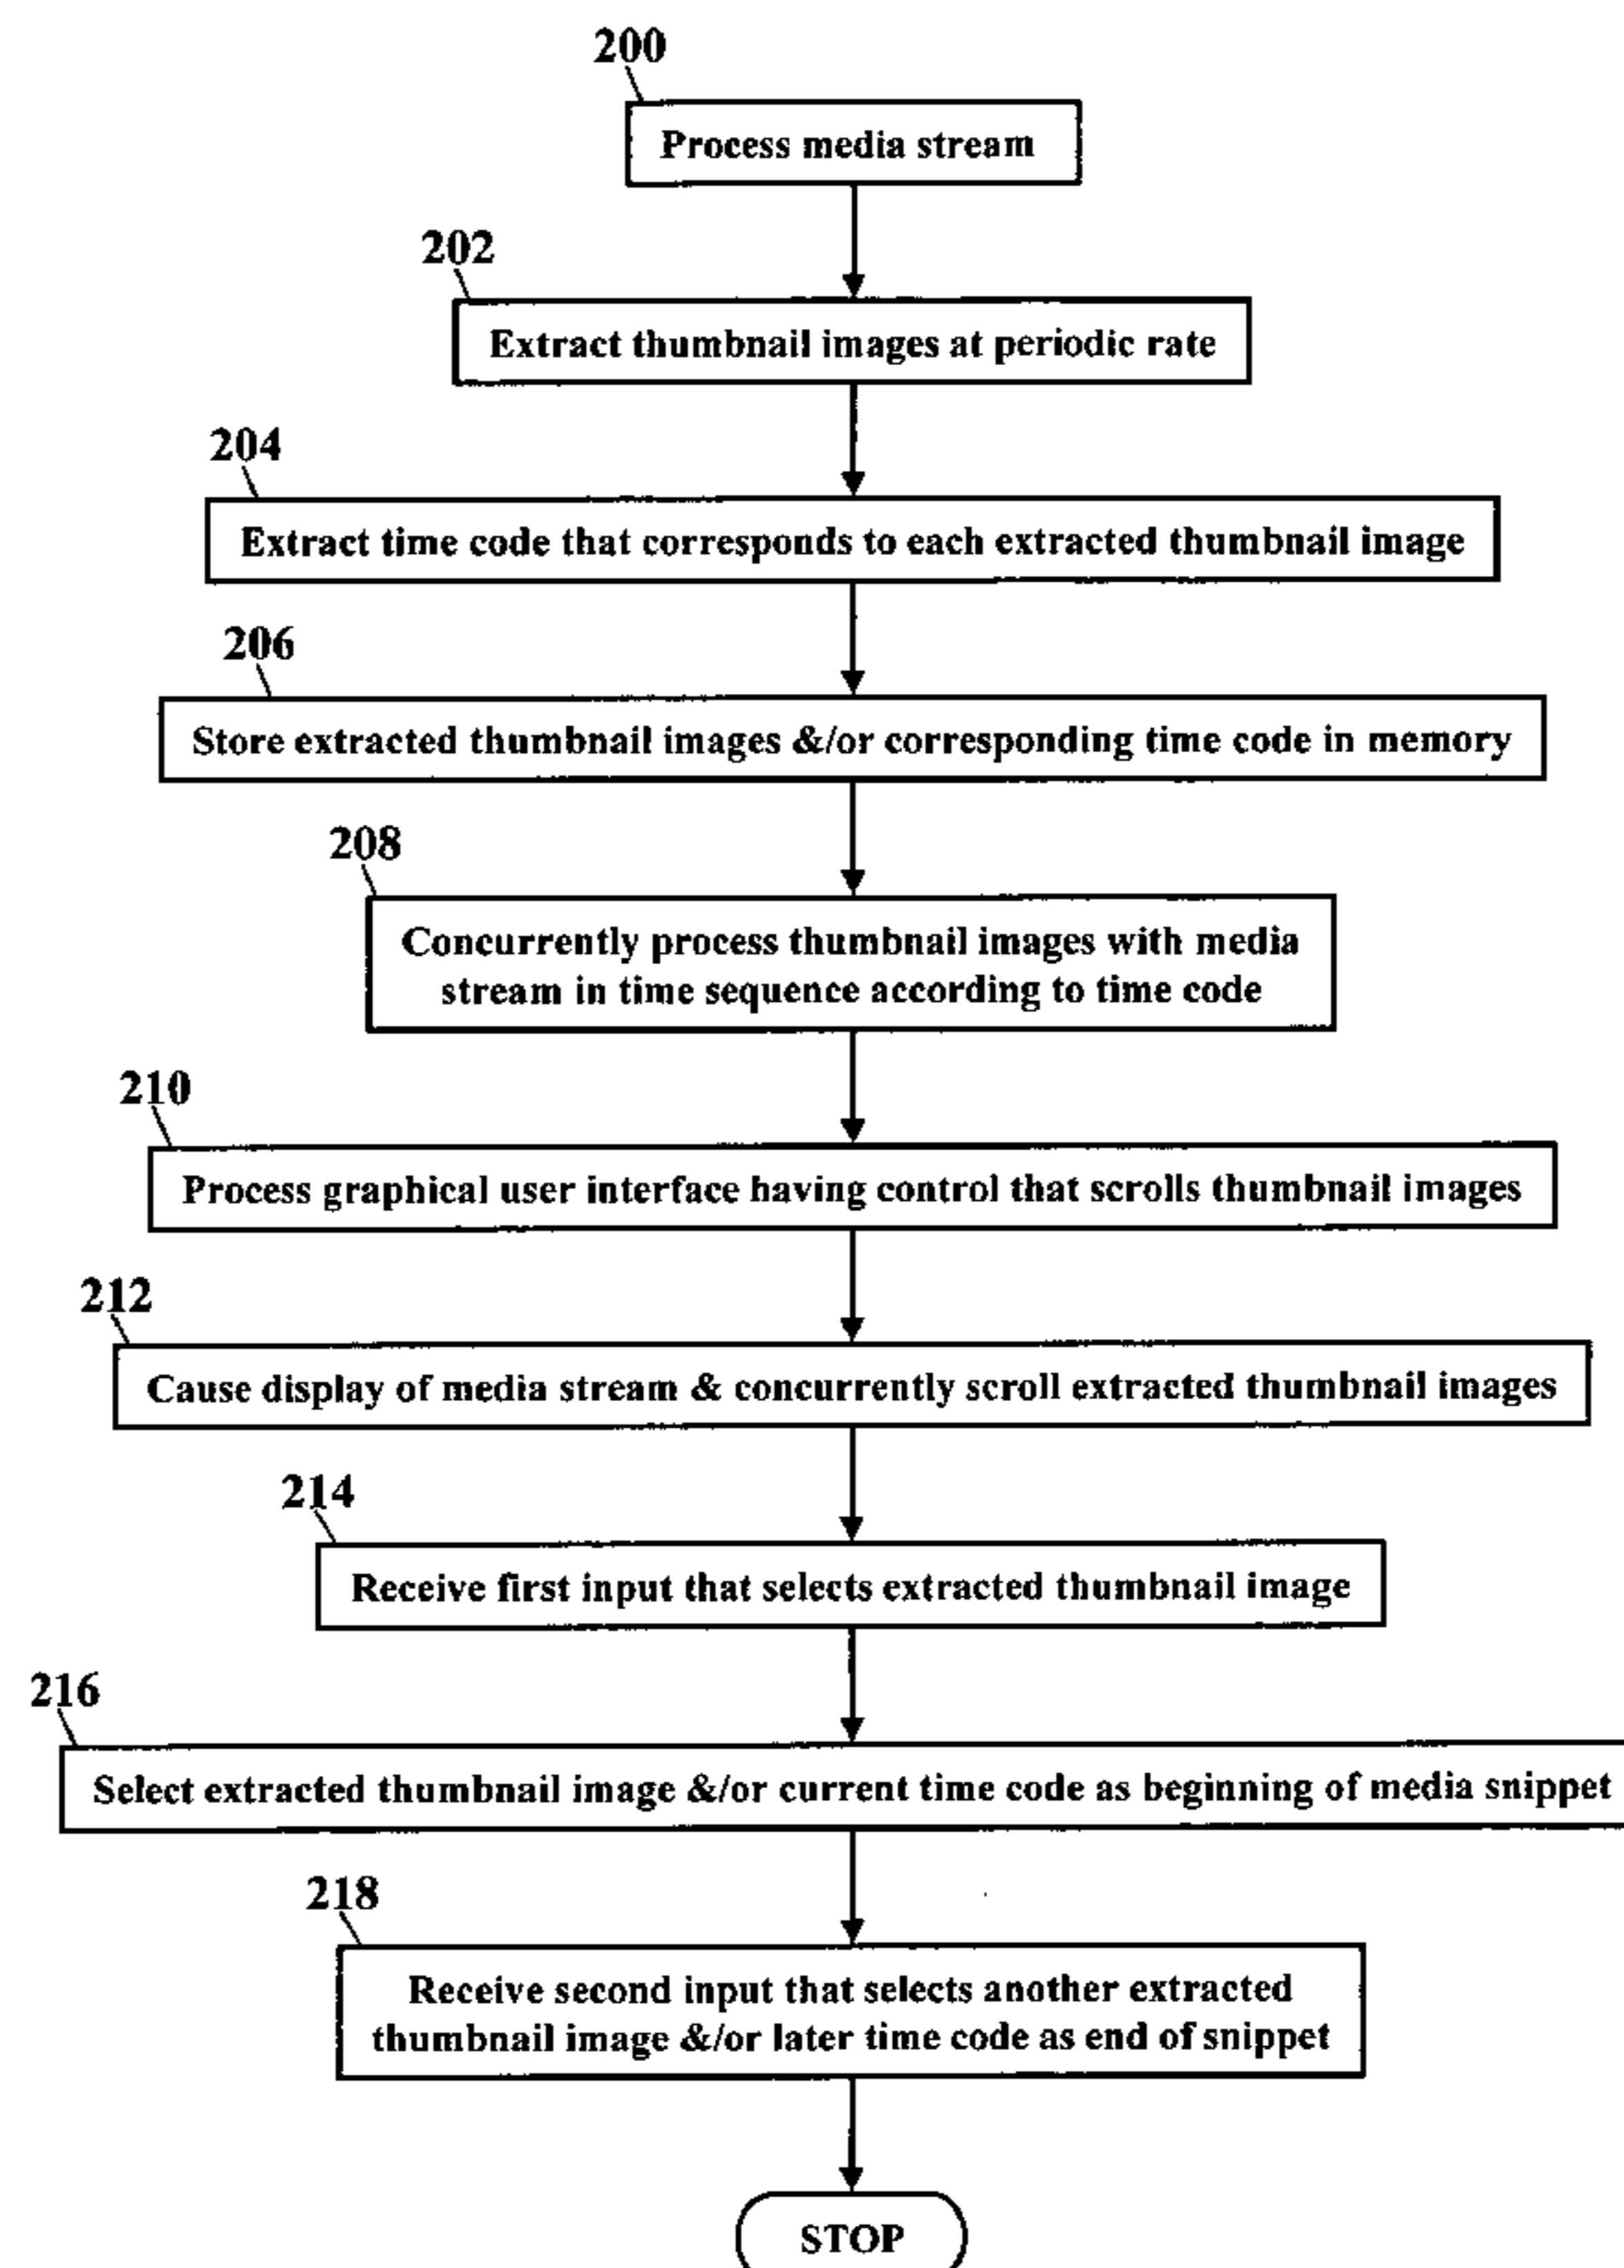 200
Process media stream
202
Extract thumbnail images at periodic rate
204
Extract time code that corresponds to each extracted thumbnail image
206
Store extracted thumbnail images &/or corresponding time code in memory
208
Concurrently process thumbnail images with media
stream in time sequence according to time code
210
Process graphical user interface having control that scrolls thumbnail images
212
Cause display of media stream & concurrently scroll extracted thumbnail images
214
Receive first input that selects extracted thumbnail image
216
Select extracted thumbnail image &/or current time code as beginning of media snippet
218
Receive second input that selects another extracted
thumbnail image &/or later time code as end of snippet
STOP